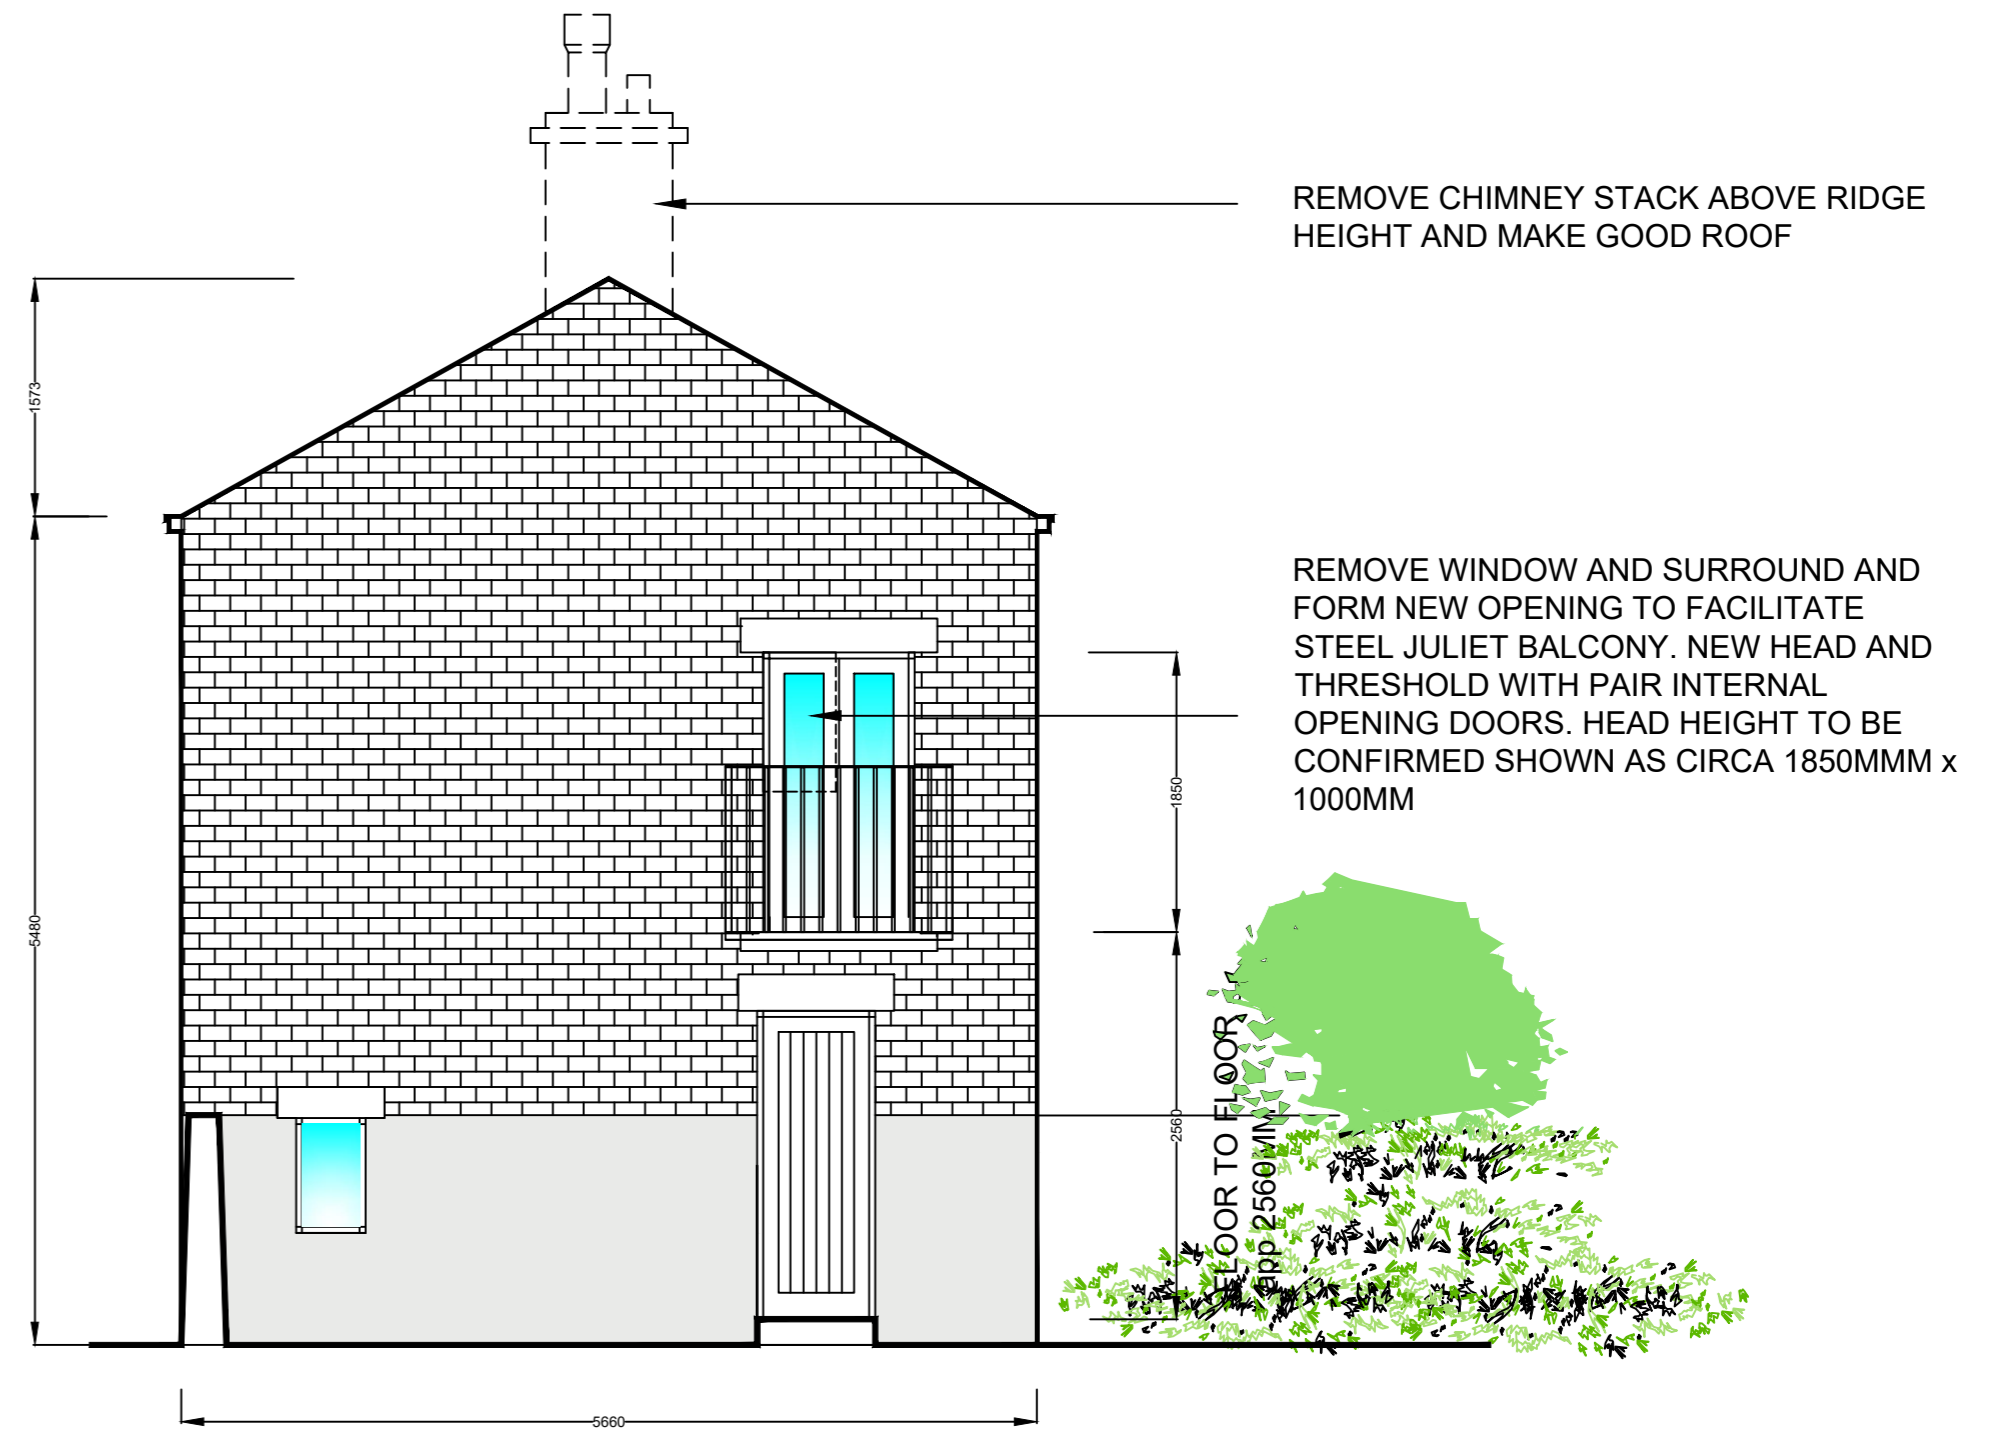 REMOVE CHIMNEY STACK ABOVE RIDGE
HEIGHT AND MAKE GOOD ROOF
1573
REMOVE WINDOW AND SURROUND AND
FORM NEW OPENING TO FACILITATE
STEEL JULIET BALCONY. NEW HEAD AND
THRESHOLD WITH PAIR INTERNAL
OPENING DOORS. HEAD HEIGHT TO BE
CONFIRMED SHOWN AS CIRCA 1850MMM x
1000MM
1850
5480
2560
FLOOR TO FLOOR
app 2560MM
5660